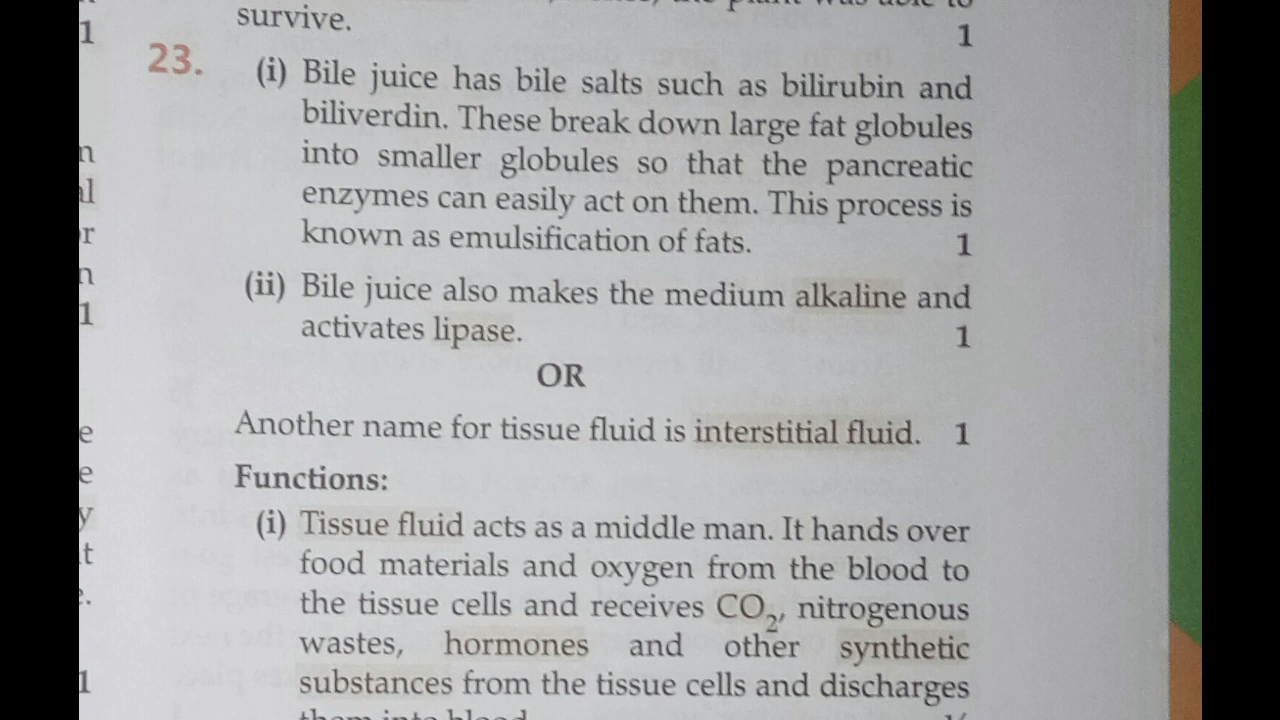 survive.
1
1
23. (i) Bile juice has bile salts such as bilirubin and
biliverdin. These break down large fat globules
into smaller globules so that the pancreatic
enzymes can easily act on them. This process is
known as emulsification of fats. 1
(ii) Bile juice also makes the medium alkaline and
activates lipase. 1
OR
Another name for tissue fluid is interstitial fluid. 1
Functions:
(i) Tissue fluid acts as a middle man. It hands over
food materials and oxygen from the blood to
the tissue cells and receives CO₂, nitrogenous
wastes, hormones and other synthetic
substances from the tissue cells and discharges